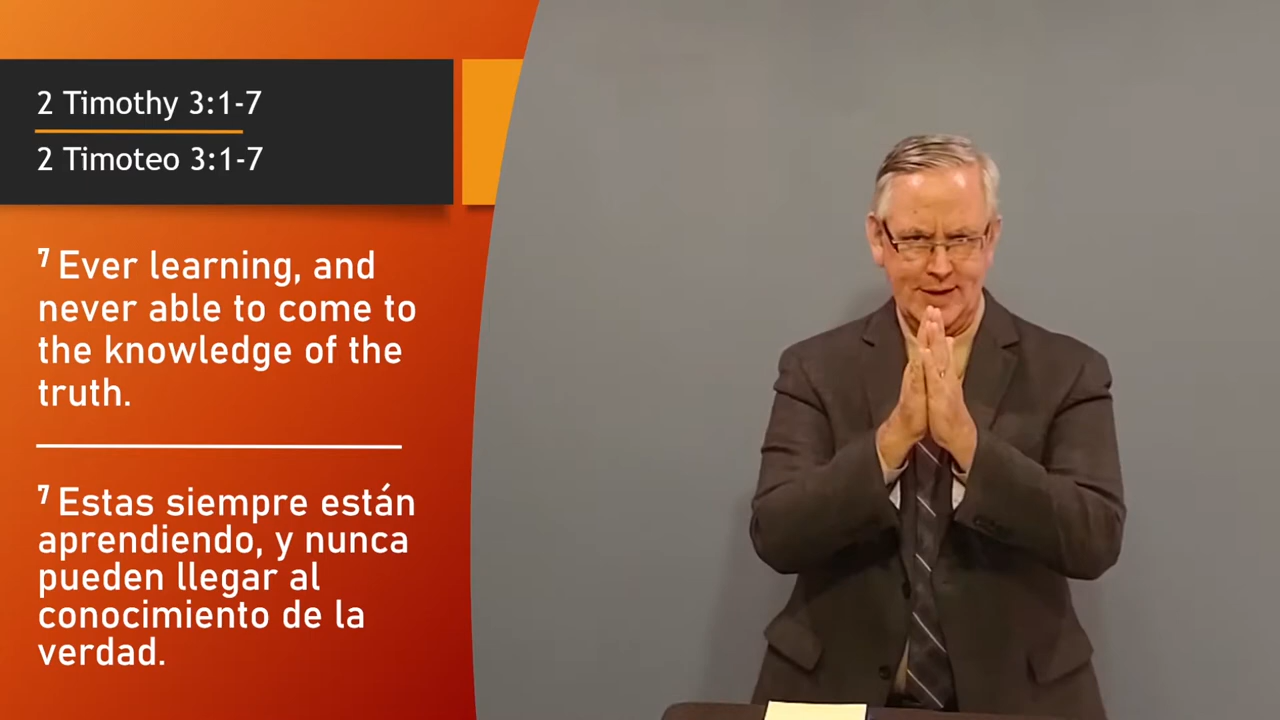 2 Timothy 3:1-7
2 Timoteo 3:1-7
7 Ever learning, and
never able to come to
the knowledge of the
truth.
7 Estas siempre están
aprendiendo, y nunca
pueden llegar al
conocimiento de la
verdad.